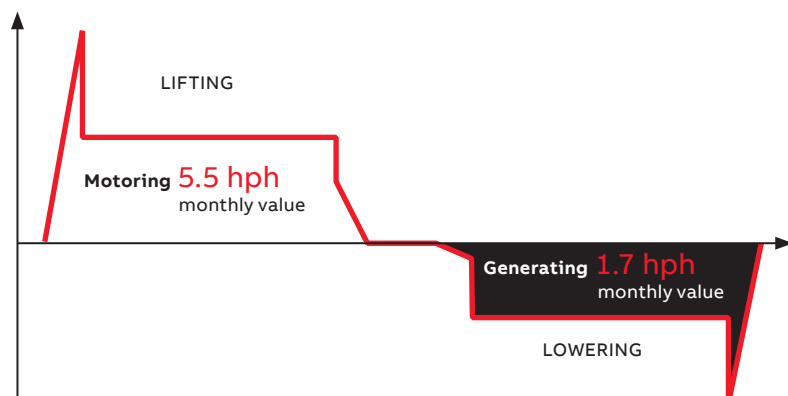 LIFTING
Motoring 5.5 hph
monthly value
Generating 1.7 hph
monthly value
LOWERING